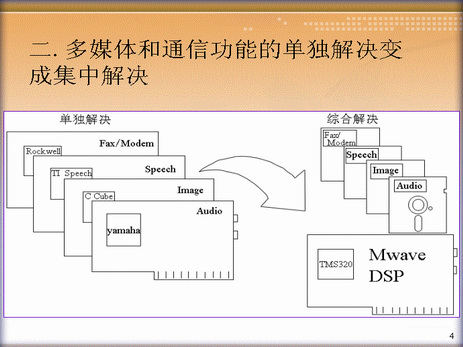 二. 多媒体和通信功能的单独解决变
成集中解决
单独解决
综合解决
Fax/Modem
Rockwell
Speech
TI Speech
Image
C Cube
Audio
yamaha
Fax/
Modem
Speech
Image
Audio
TMS320
Mwave
DSP
4